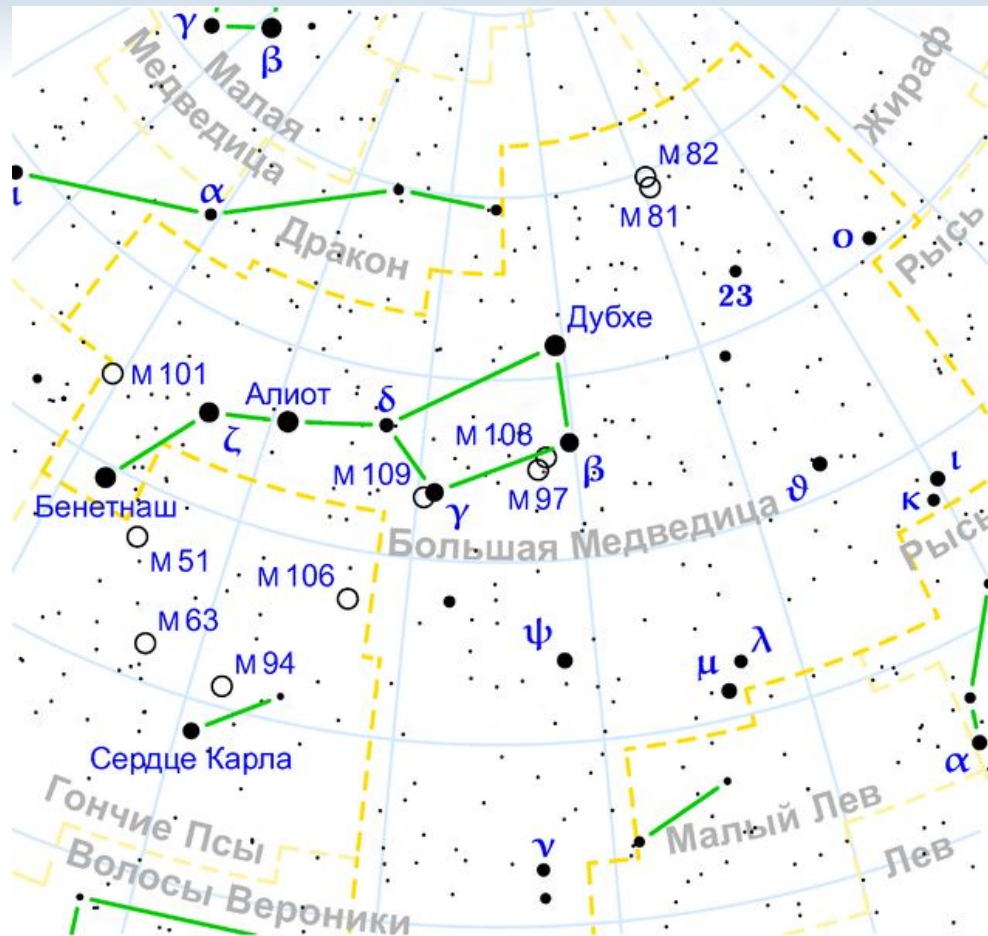 γ
β
Малая
Медведица
Жираф
M 82
M 81
ι
α
Дракон
ο
Рысь
23
Дубхе
M 101
Алиот
δ
ζ
M 108
M 109
β
Бенетнаш
γ
M 97
ϑ
ι
κ
Большая Медведица
Рысь
M 51
M 106
M 63
ψ
λ
μ
M 94
Сердце Карла
α
Гончие Псы
Малый Лев
ν
Лев
Волосы Вероники